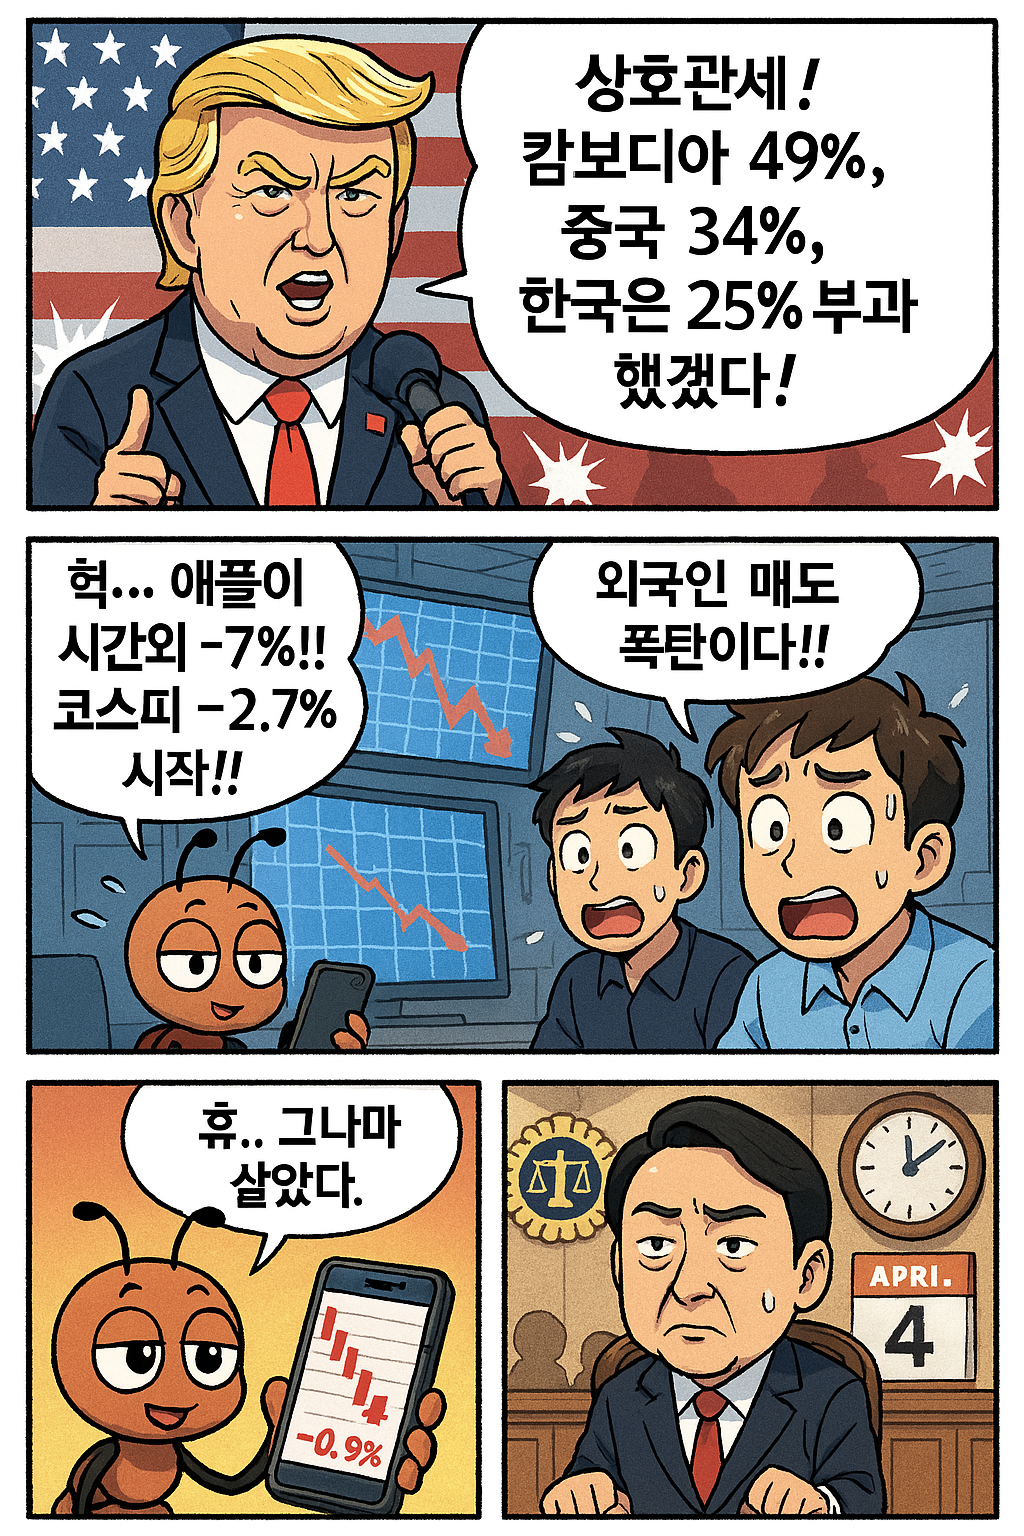 상호관세!
캄보디아 49%,
중국 34%,
한국은 25% 부과
했겠다!
헉... 애플이
시간외 -7%!!
코스피 -2.7%
시작!!
외국인 매도
폭탄이다!!
휴.. 그나마
살았다.
-0.9%
APRI.
4